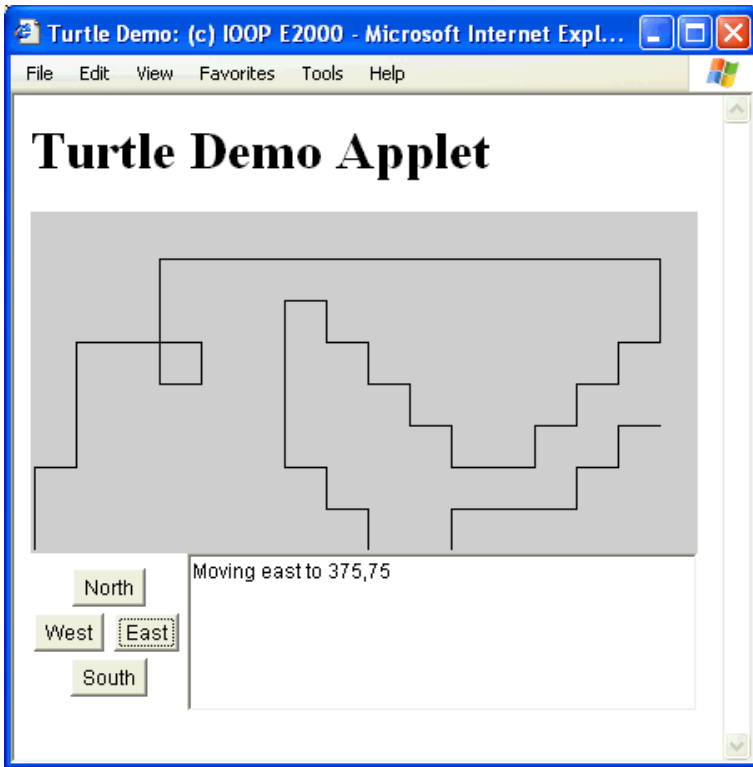 Turtle Demo: (c) IOOP E2000 - Microsoft Internet Expl...
File Edit View Favorites Tools Help
Turtle Demo Applet
Moving east to 375,75
North
West East
South